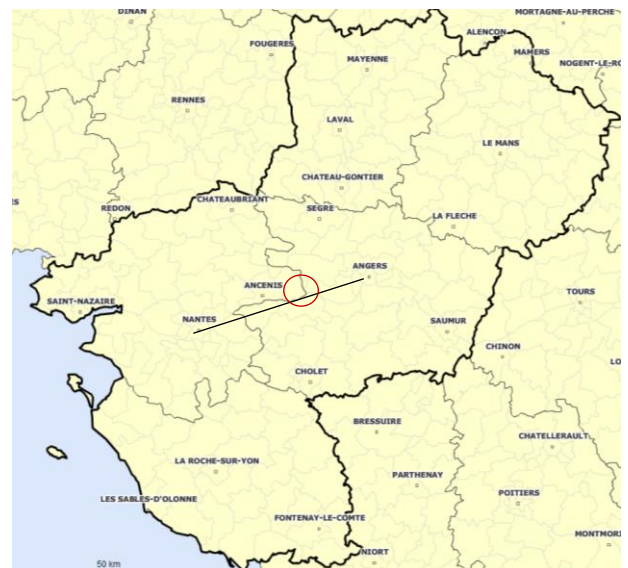 DINAN
MORTAGNE-AU-PERCHE
ALENCON
FOUGERES
MAYENNE
MAMERS
NOGENT-LE-RO
RENNES
LAVAL
LE MANS
CHATEAU-GONTIER
CHATEAUBRIANT
REDON
SEGRE
LA FLECHE
ANGERS
ANCENIS
TOURS
SAINT-NAZAIRE
NANTES
SAUMUR
CHINON
LO
CHOLET
BRESSUIRE
CHATELLERAULT
LA ROCHE-SUR-YON
PARTHENAY
LES SABLES-D'OLONNE
POITIERS
FONTENAY-LE-COMTE
MONTMORI
NIORT
50 km